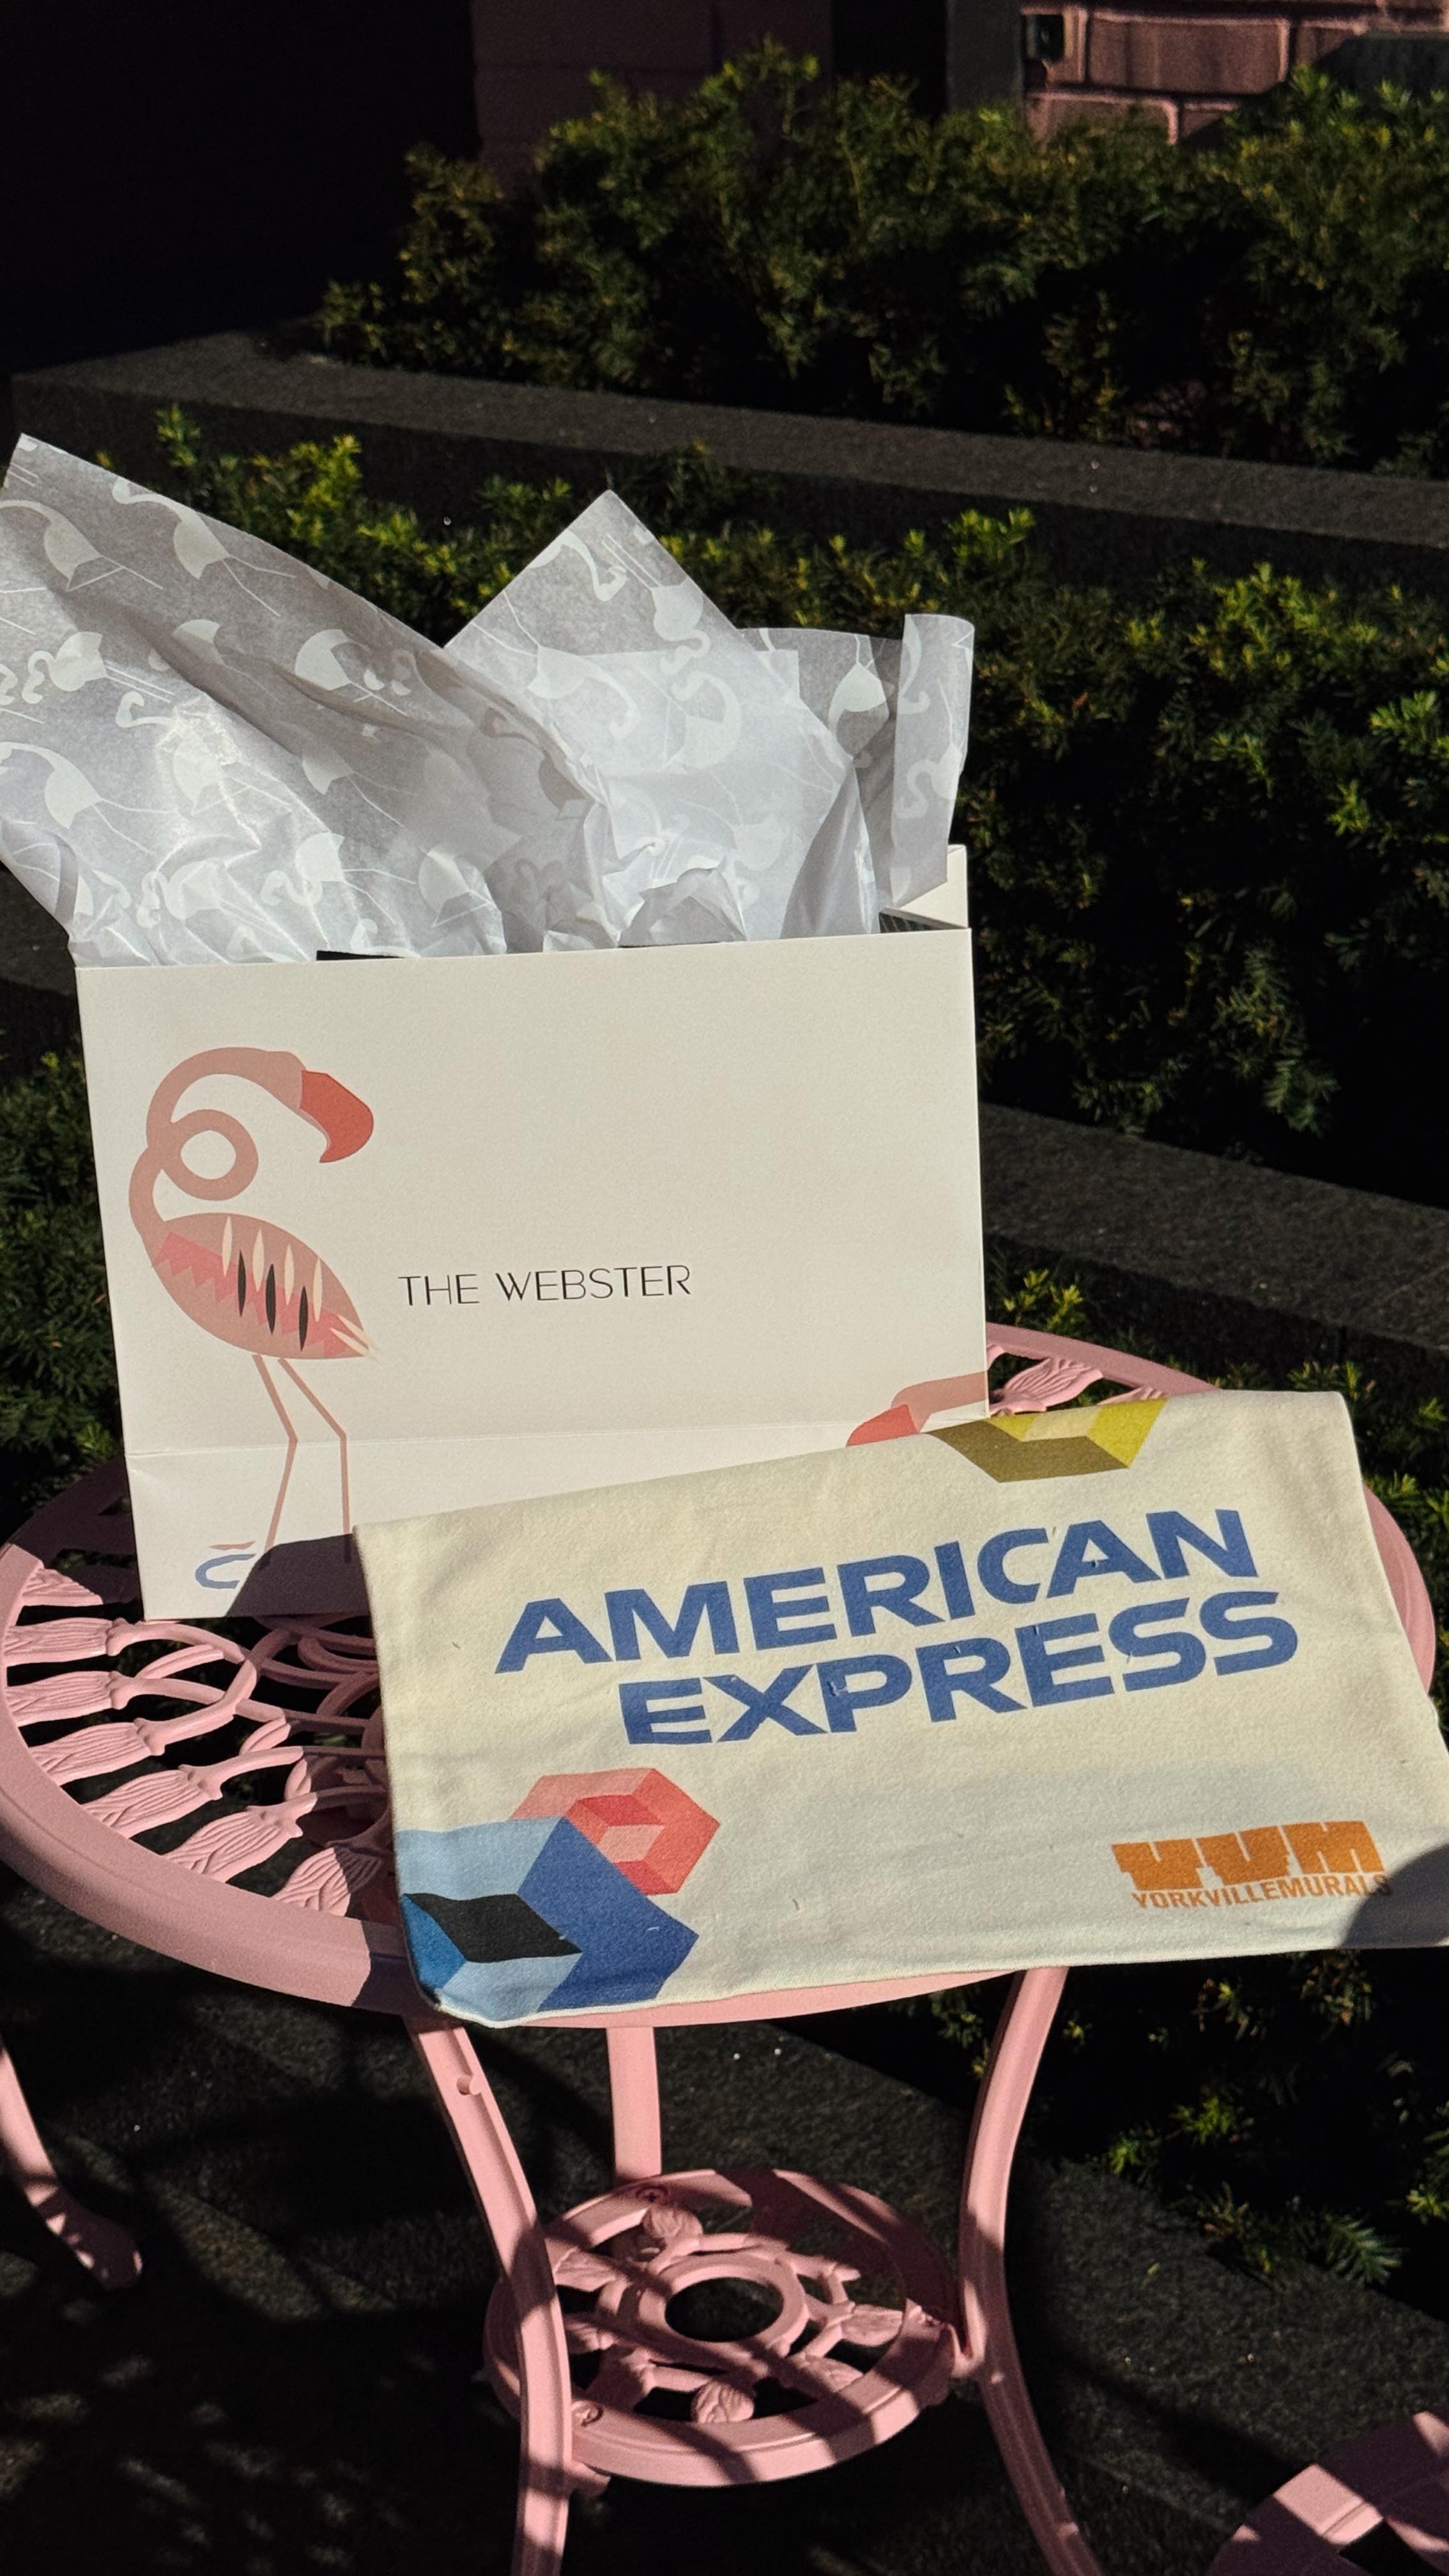 THE WEBSTER
AMERICAN
EXPRESS
YVM
YORKVILLEMURALS